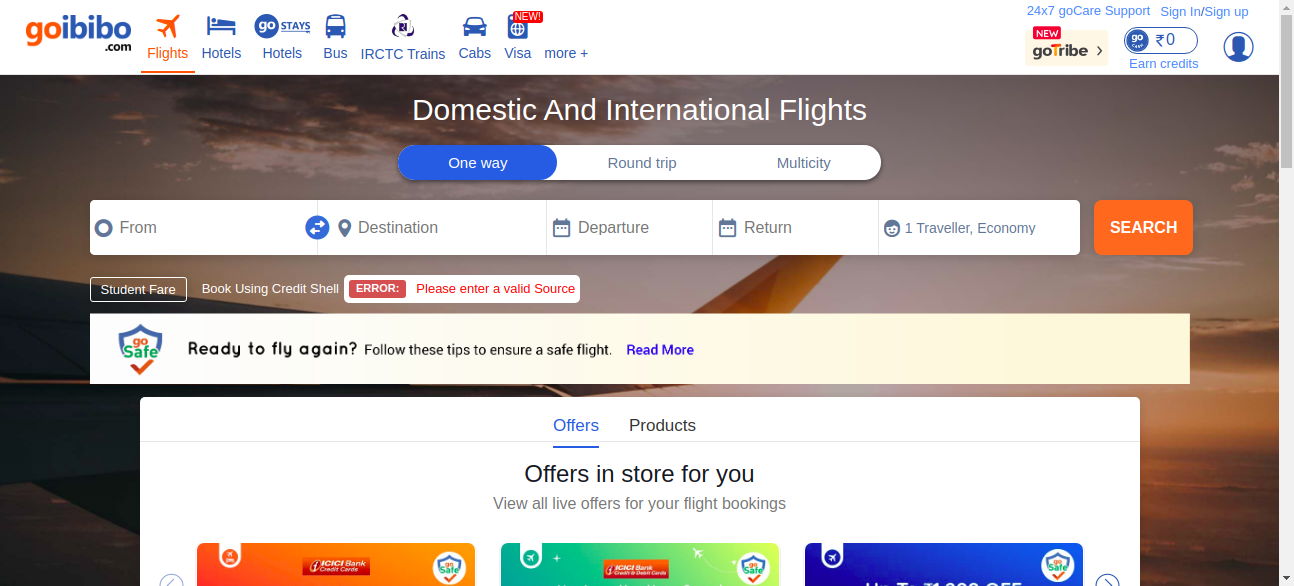 goibibo
.com
Flights
Hotels
go STAYS
Hotels
Bus
IRCTC Trains
Cabs
NEW!
Visa
more +
24x7 goCare Support Sign In/Sign up
NEW
goTribe
go
₹0
Earn credits
Domestic And International Flights
One way Round trip Multicity
From Destination Departure Return 1 Traveller, Economy SEARCH
Student Fare Book Using Credit Shell ERROR: Please enter a valid Source
go
Safe
Ready to fly again? Follow these tips to ensure a safe flight. Read More
Offers Products
Offers in store for you
View all live offers for your flight bookings
ICICI Bank
Credit Cards
go
Safe
ICICI Bank
Credit & Debit Cards
go
Safe
go
Safe